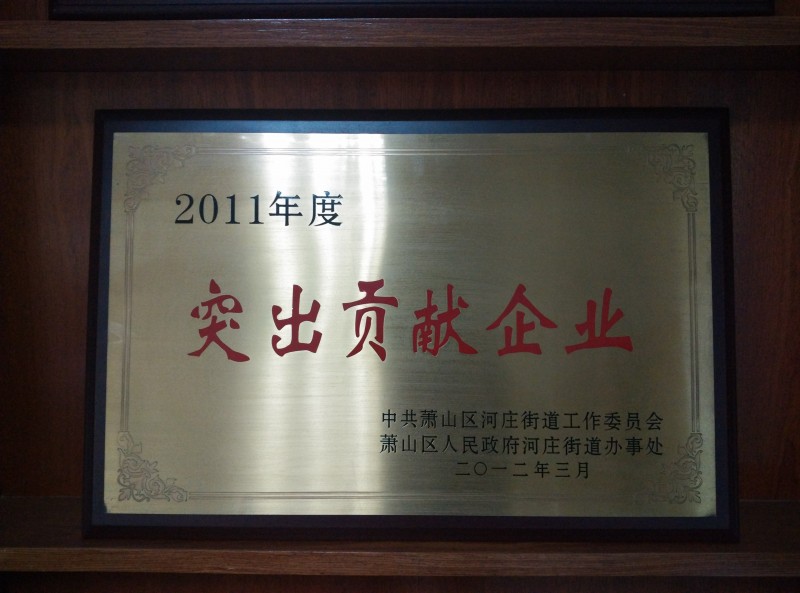 2011年度
突出贡献企业
中共萧山区河庄街道工作委员会
萧山区人民政府河庄街道办事处
二〇一二年三月